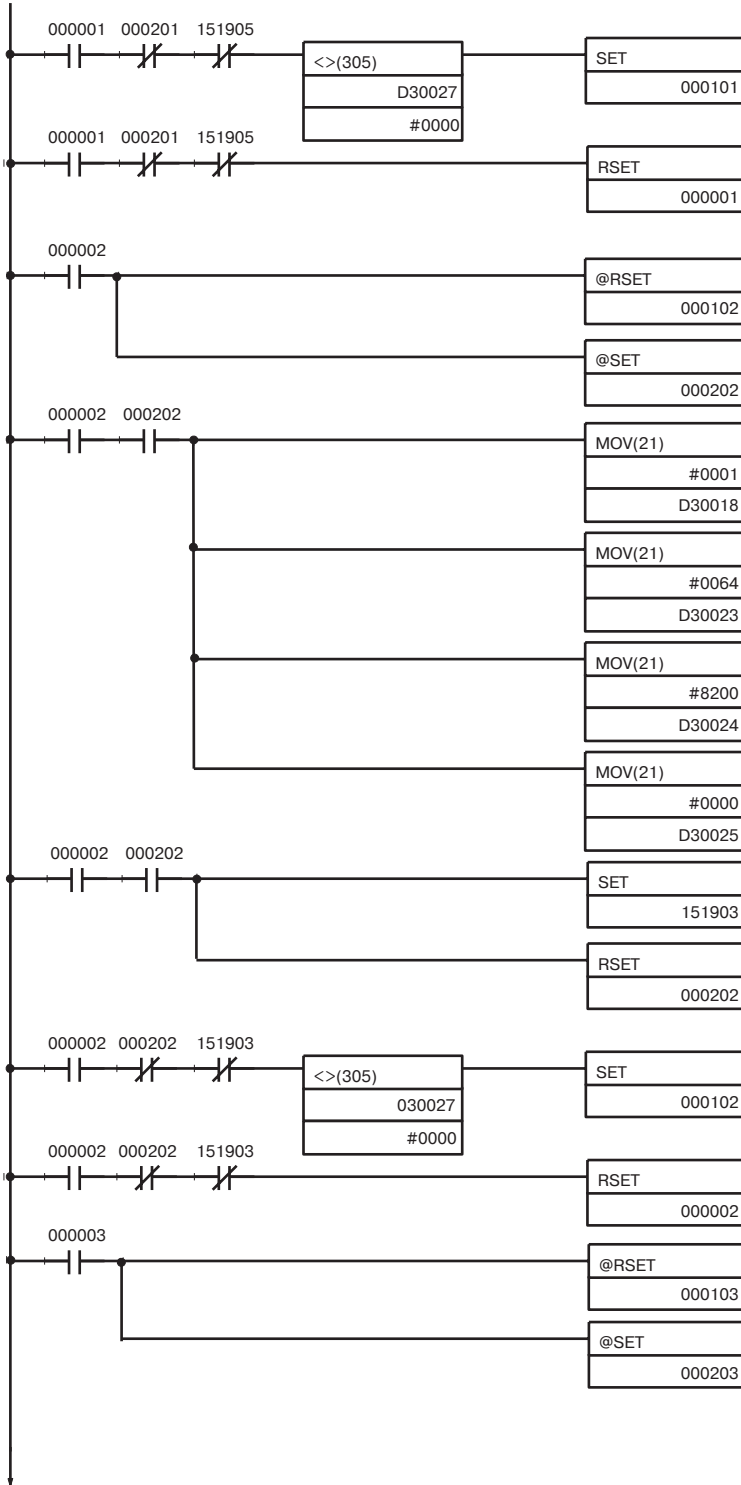 000001 000201 151905
<>(305)
D30027
#0000
SET
000101
000001 000201 151905
RSET
000001
000002
@RSET
000102
@SET
000202
000002 000202
MOV(21)
#0001
D30018
MOV(21)
#0064
D30023
MOV(21)
#8200
D30024
MOV(21)
#0000
D30025
000002 000202
SET
151903
RSET
000202
000002 000202 151903
<>(305)
030027
#0000
SET
000102
000002 000202 151903
RSET
000002
000003
@RSET
000103
@SET
000203